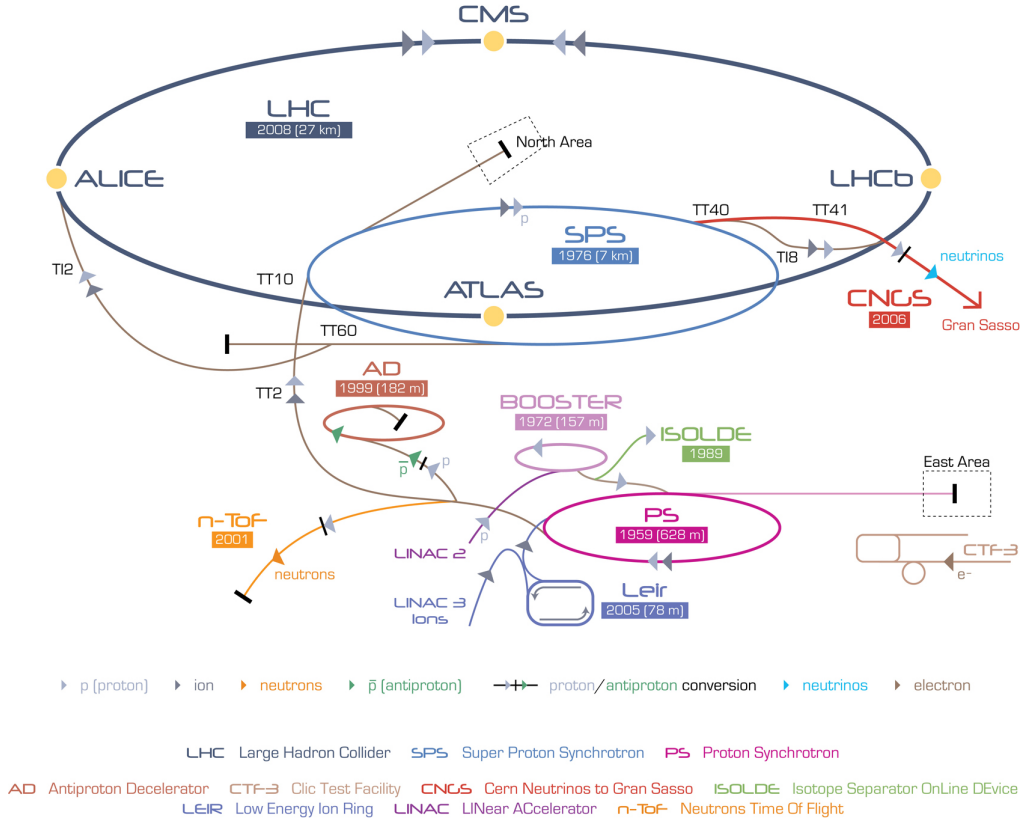 CMS
LHC
2008 (27 km)
North Area
ALICE
LHCb
TT40
TT41
SPS
1976 (7 km)
p
TI8
TI2
TT10
ATLAS
neutrinos
CNGS
2006
Gran Sasso
TT60
AD
1999 (182 m)
TT2
BOOSTER
1972 (157 m)
ISOLDE
1989
p̅
p
East Area
n-ToF
2001
neutrons
LINAC 2
p
PS
1959 (628 m)
CTF-3
e-
LINAC 3
Ions
Leir
2005 (78 m)
p (proton)
ion
neutrons
p̅ (antiproton)
proton/antiproton conversion
neutrinos
electron
LHC Large Hadron Collider SPS Super Proton Synchrotron PS Proton Synchrotron
AD Antiproton Decelerator CTF-3 Clic Test Facility CNGS Cern Neutrinos to Gran Sasso ISOLDE Isotope Separator OnLine DEvice
LEIR Low Energy Ion Ring LINAC LINear ACcelerator n-ToF Neutrons Time Of Flight